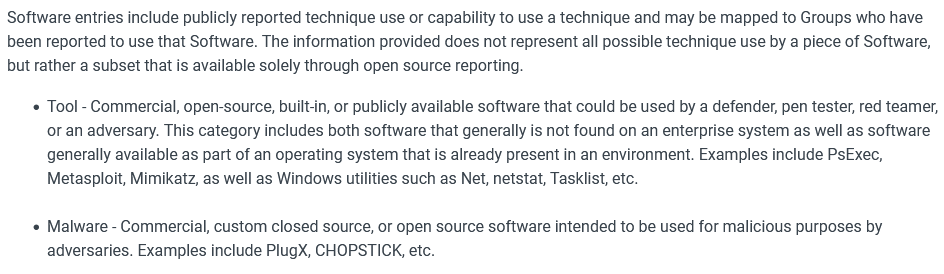 Software entries include publicly reported technique use or capability to use a technique and may be mapped to Groups who have
been reported to use that Software. The information provided does not represent all possible technique use by a piece of Software,
but rather a subset that is available solely through open source reporting.
• Tool - Commercial, open-source, built-in, or publicly available software that could be used by a defender, pen tester, red teamer,
or an adversary. This category includes both software that generally is not found on an enterprise system as well as software
generally available as part of an operating system that is already present in an environment. Examples include PsExec,
Metasploit, Mimikatz, as well as Windows utilities such as Net, netstat, Tasklist, etc.
• Malware - Commercial, custom closed source, or open source software intended to be used for malicious purposes by
adversaries. Examples include PlugX, CHOPSTICK, etc.